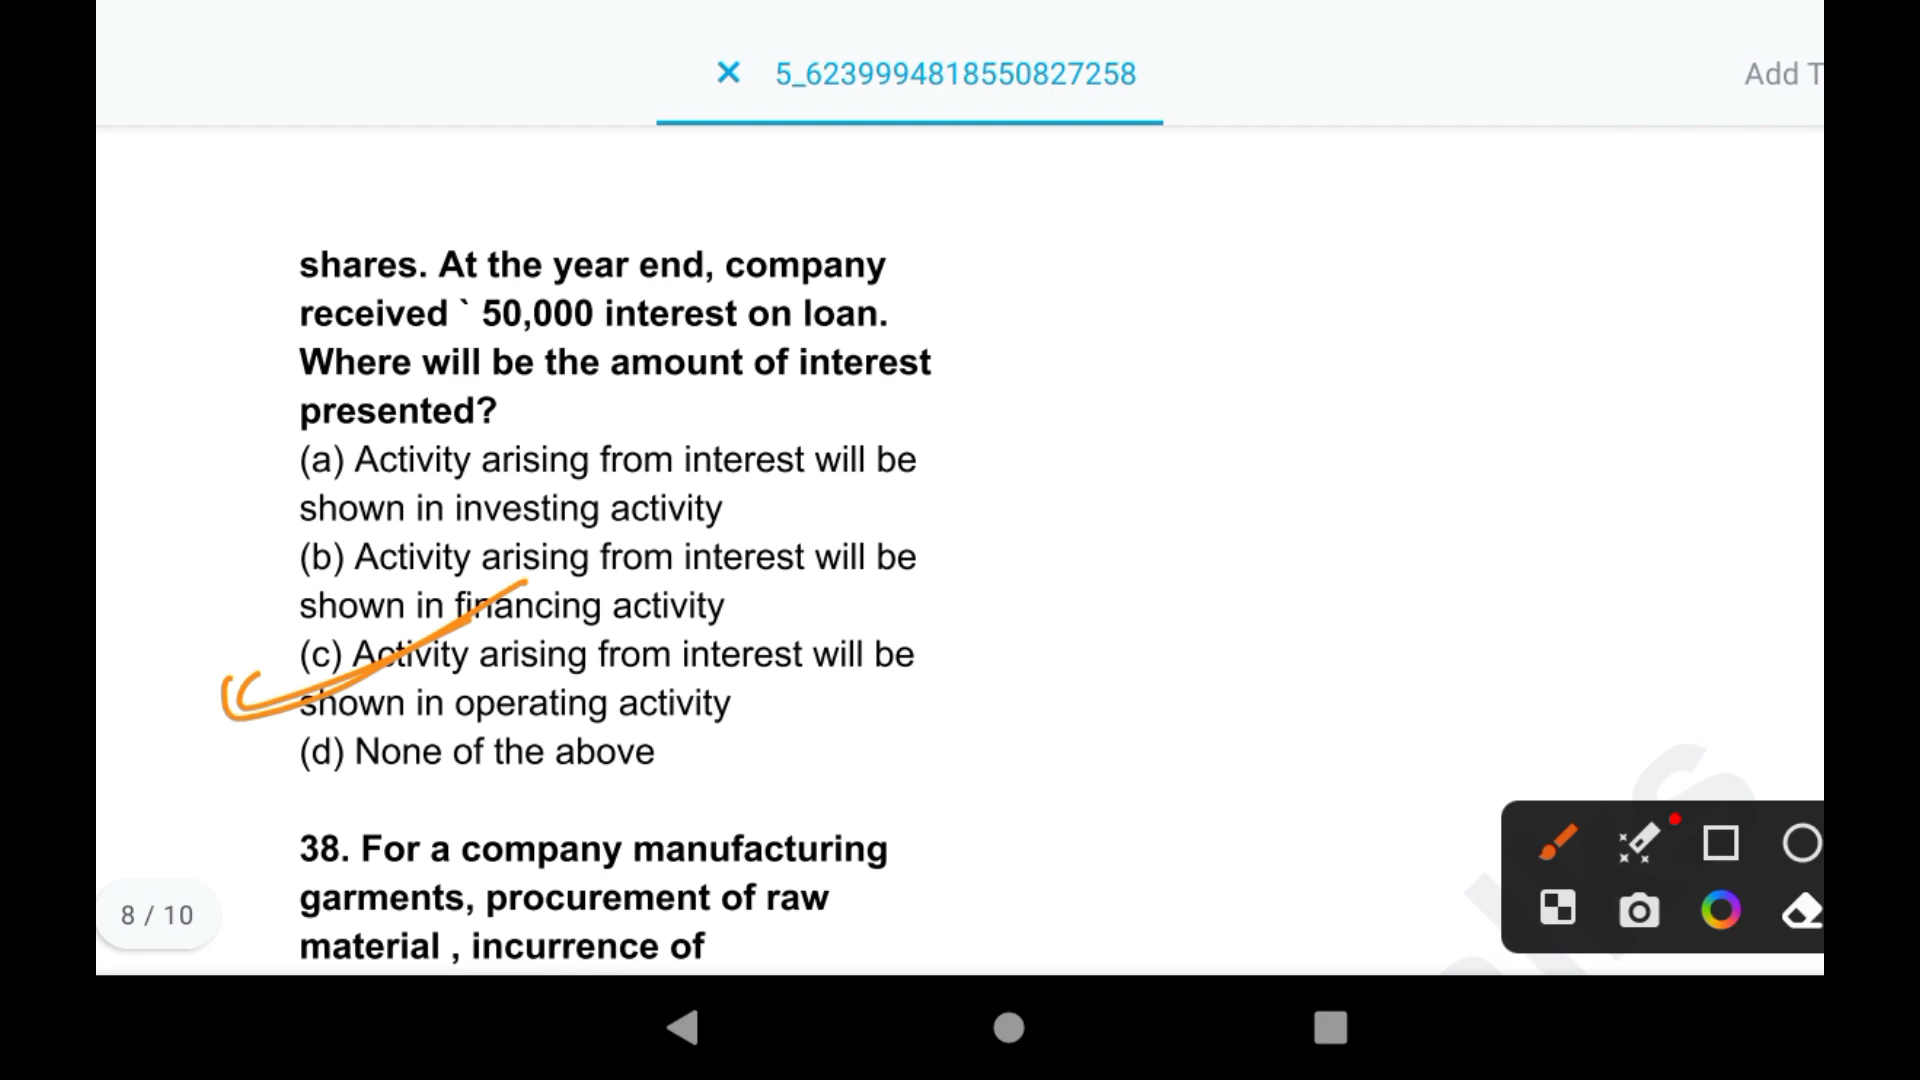 5_6239994818550827258
Add T
shares. At the year end, company
received ` 50,000 interest on loan.
Where will be the amount of interest
presented?
(a) Activity arising from interest will be
shown in investing activity
(b) Activity arising from interest will be
shown in financing activity
(c) Activity arising from interest will be
shown in operating activity
(d) None of the above
38. For a company manufacturing
garments, procurement of raw
material , incurrence of
8 / 10